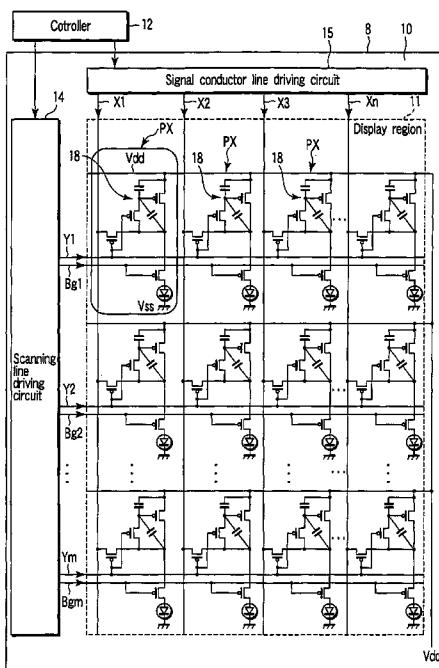 Cotroller
12
8
10
15
Signal conductor line driving circuit
14
X1
X2
X3
Xn
11
PX
Display region
18
Vdd
PX
18
PX
18
Y1
Bg1
Vss
Scanning line driving circuit
Y2
Bg2
Ym
Bgm
Vdd